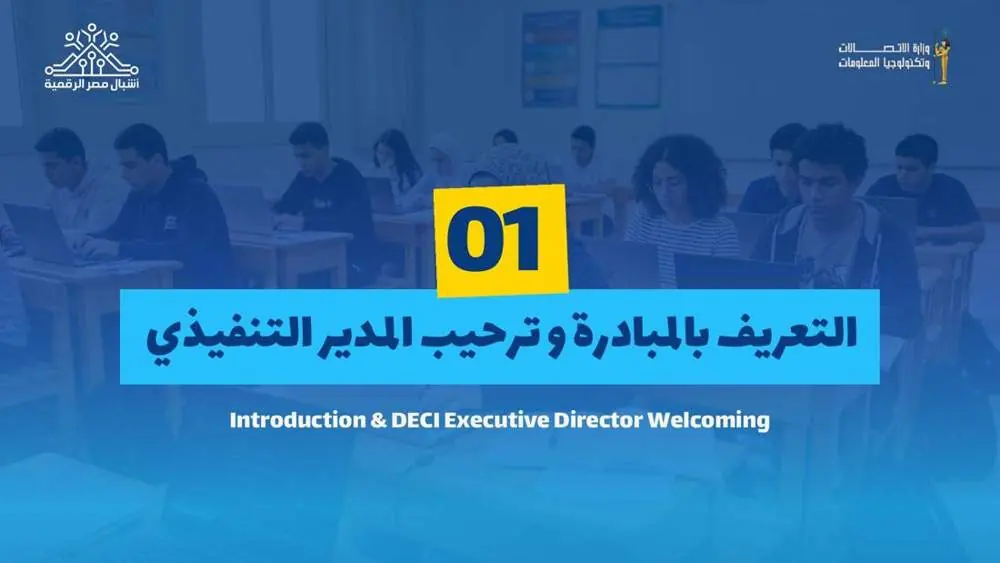 أشبال مصر الرقمية
وزارة الاتصالات
وتكنولوجيا المعلومات
01
التعريف بالمبادرة و ترحيب المدير التنفيذي
Introduction & DECI Executive Director Welcoming